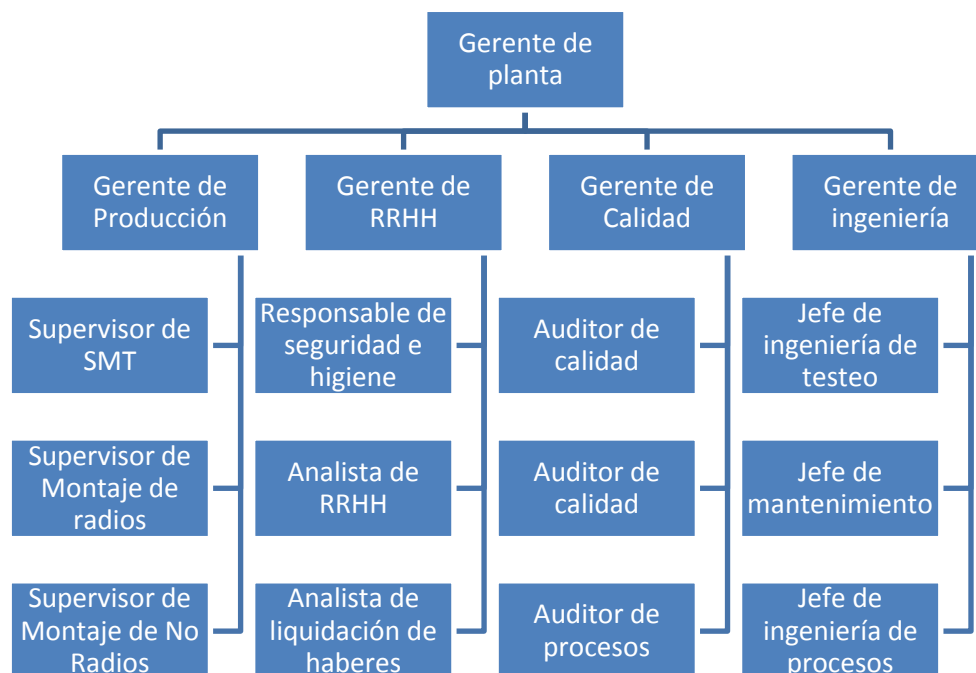 Gerente de
planta
Gerente de
Producción
Gerente de
RRHH
Gerente de
Calidad
Gerente de
ingeniería
Supervisor de
SMT
Responsable de
seguridad e
higiene
Auditor de
calidad
Jefe de
ingeniería de
testeo
Supervisor de
Montaje de
radios
Analista de
RRHH
Auditor de
calidad
Jefe de
mantenimiento
Supervisor de
Montaje de No
Radios
Analista de
liquidación de
haberes
Auditor de
procesos
Jefe de
ingeniería de
procesos